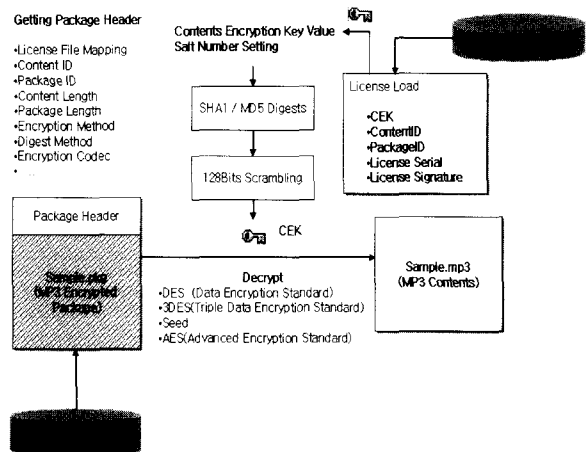 Getting Package Header
•License File Mapping
•Content ID
•Package ID
•Content Length
•Package Length
•Encryption Method
•Digest Method
•Encryption Codec
• ...
Contents Encryption Key Value
Salt Number Setting
SHA1 / MD5 Digests
128Bits Scrambling
CEK
License Load
•CEK
•ContentID
•PackageID
•License Serial
•License Signature
Package Header
Sample.pkg
(MP3 Encrypted
Package)
Decrypt
•DES (Data Encryption Standard)
•3DES(Triple Data Encryption Standard)
•Seed
•AES(Advanced Encryption Standard)
Sample.mp3
(MP3 Contents)